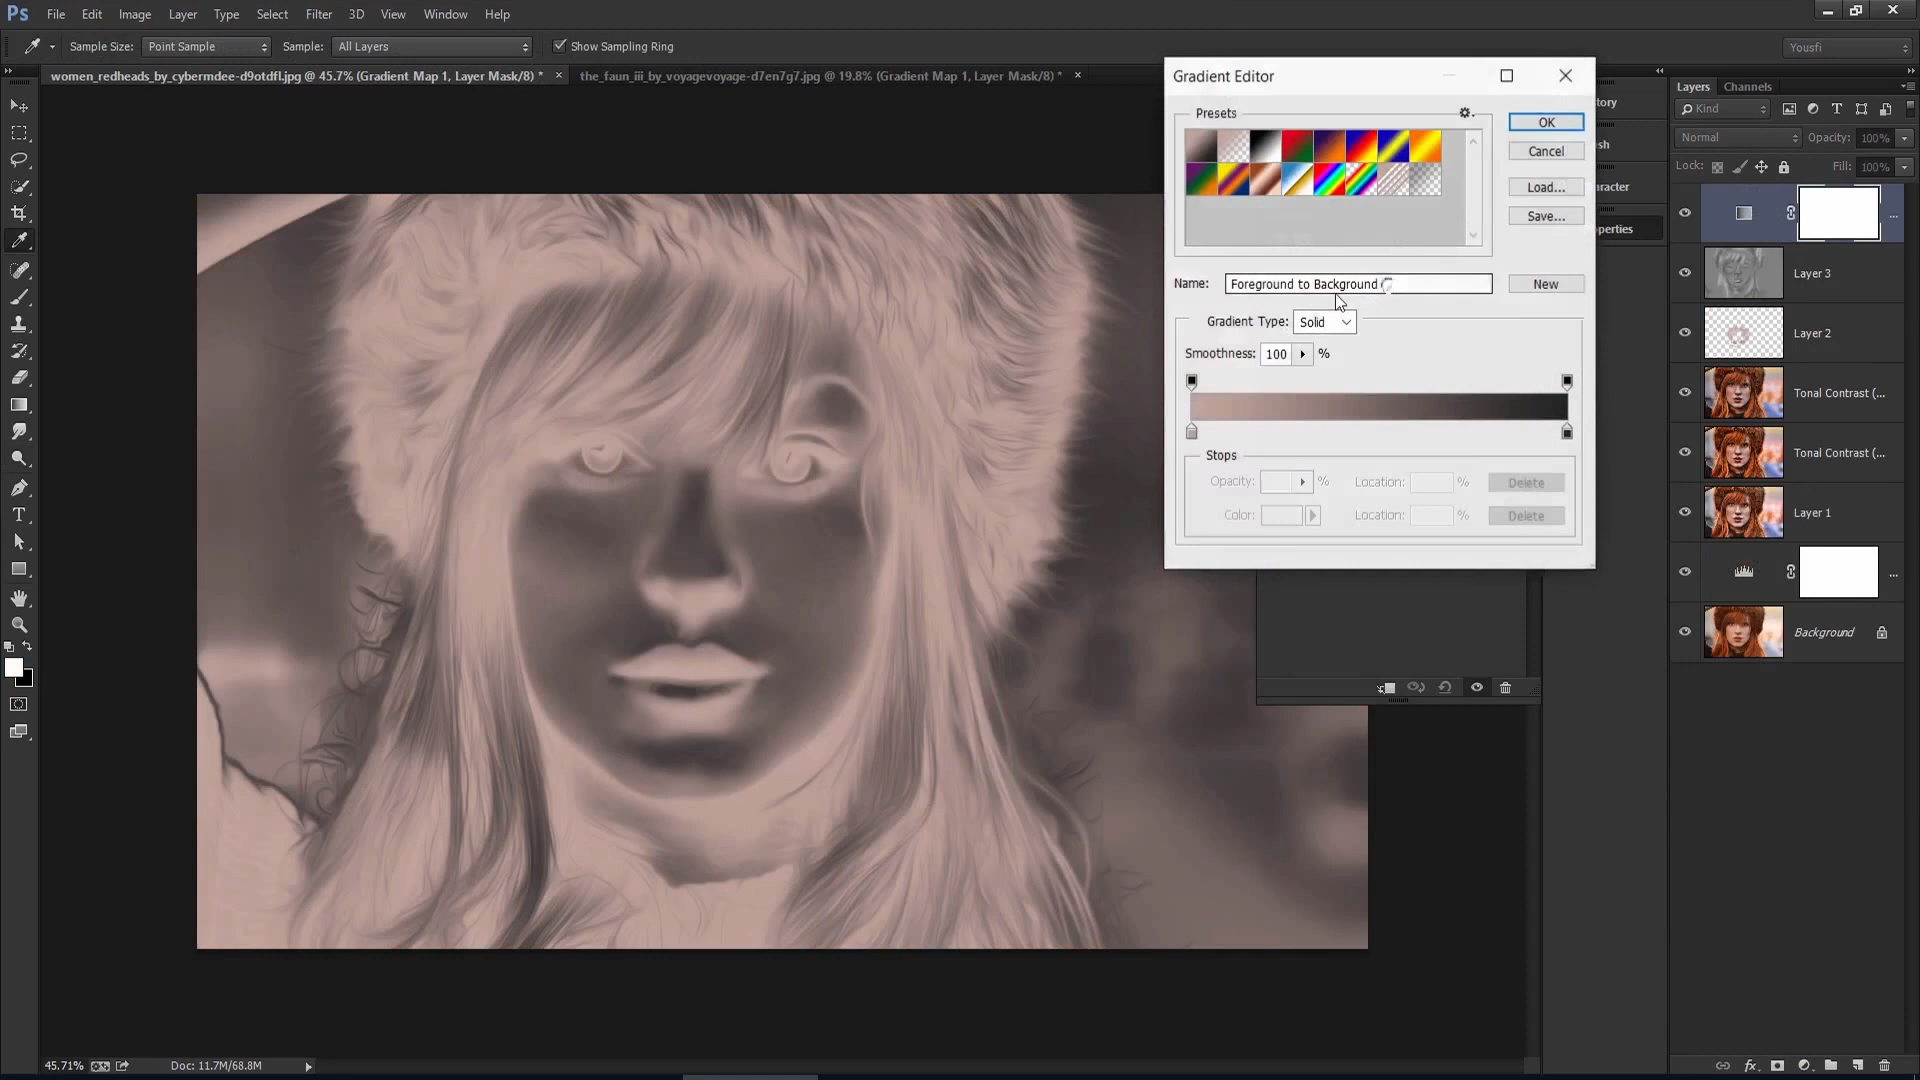 Ps File Edit Image Layer Type Select Filter 3D View Window Help
Sample Size: Point Sample Sample: All Layers Show Sampling Ring Yousfi
women_redheads_by_cybermdee-d9otdfl.jpg @ 45.7% (Gradient Map 1, Layer Mask/8) * × the_faun_iii_by_voyagevoyage-d7en7g7.jpg @ 19.8% (Gradient Map 1, Layer Mask/8) * ×
Gradient Editor
Presets
OK
Cancel
Load...
Save...
Name: Foreground to Background New
Gradient Type: Solid
Smoothness: 100 %
Stops
Opacity: % Location: % Delete
Color: Location: % Delete
tory
sh
aracter
operties
Layers Channels
Kind
Normal Opacity: 100%
Lock: Fill: 100%
...
Layer 3
Layer 2
Tonal Contrast (...
Tonal Contrast (...
Layer 1
...
Background
45.71% Doc: 11.7M/68.8M
fx